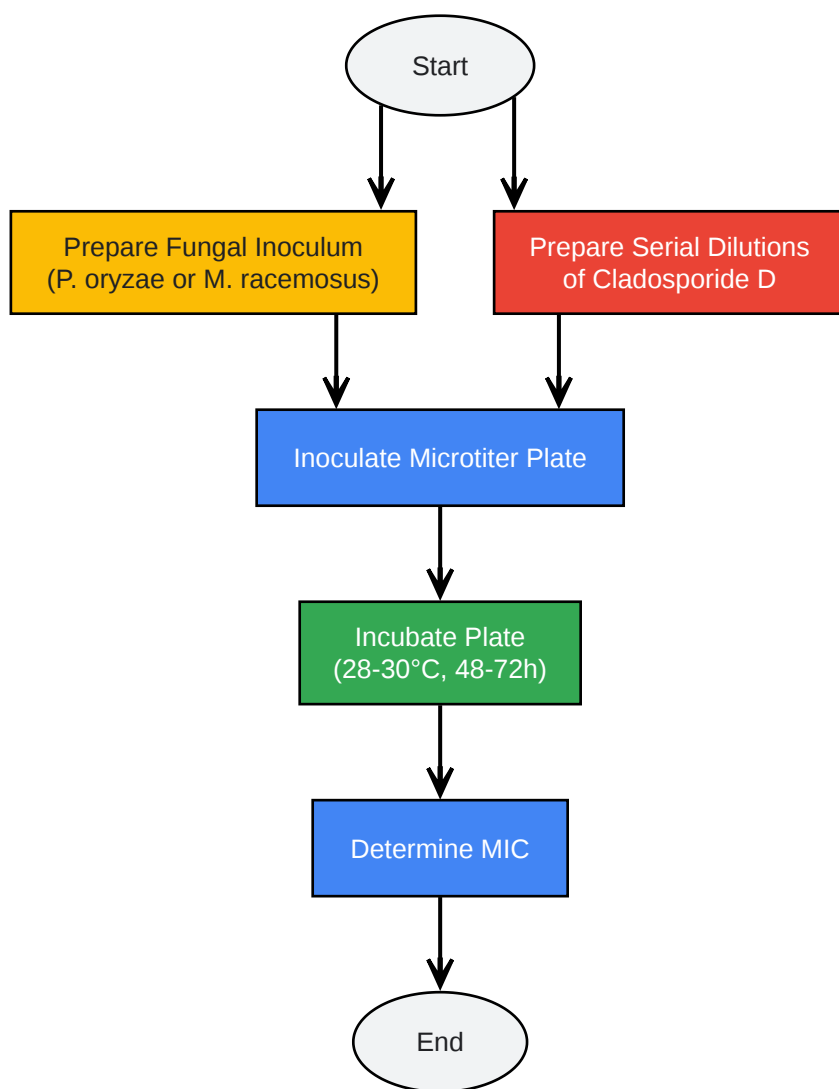 Start
Prepare Fungal Inoculum
(P. oryzae or M. racemosus)
Prepare Serial Dilutions
of Cladosporide D
Inoculate Microtiter Plate
Incubate Plate
(28-30°C, 48-72h)
Determine MIC
End